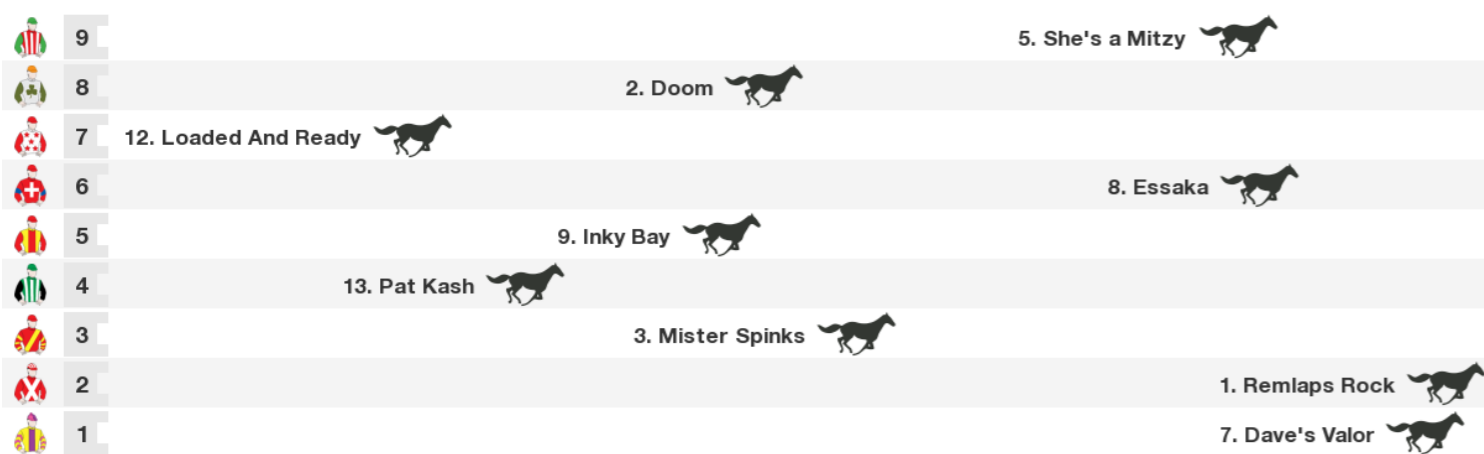 9 5. She's a Mitzy
8 2. Doom
7 12. Loaded And Ready
6 8. Essaka
5 9. Inky Bay
4 13. Pat Kash
3 3. Mister Spinks
2 1. Remlaps Rock
1 7. Dave's Valor